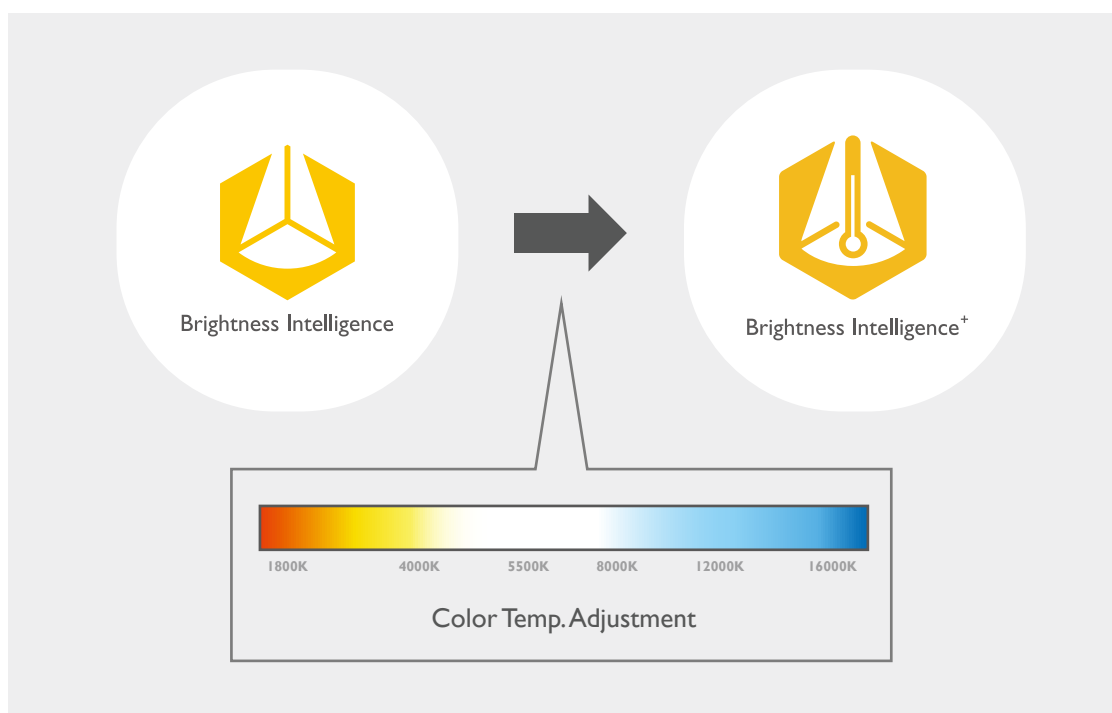 Brightness Intelligence
Brightness Intelligence⁺
1800K 4000K 5500K 8000K 12000K 16000K
Color Temp. Adjustment